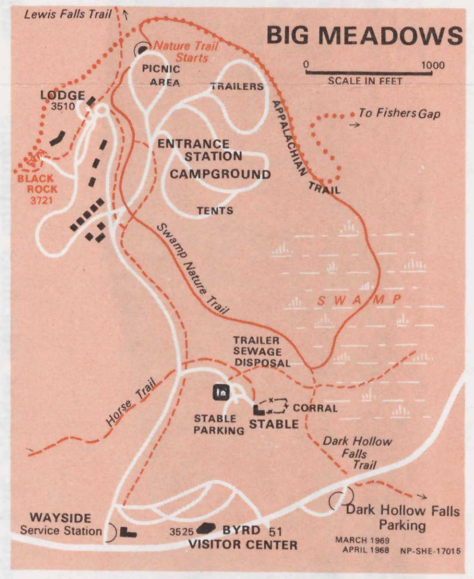 Lewis Falls Trail
BIG MEADOWS
0 1000
SCALE IN FEET
Nature Trail
Starts
PICNIC
AREA
TRAILERS
LODGE
3510
APPALACHIAN
TRAIL
To Fishers Gap
ENTRANCE
STATION
CAMPGROUND
BLACK
ROCK
3721
TENTS
Swamp Nature Trail
SWAMP
TRAILER
SEWAGE
DISPOSAL
Horse Trail
STABLE
PARKING
CORRAL
STABLE
Dark Hollow
Falls
Trail
Dark Hollow Falls
Parking
WAYSIDE
Service Station
3525 BYRD 51
VISITOR CENTER
MARCH 1969
APRIL 1968 NP-SHE-17015